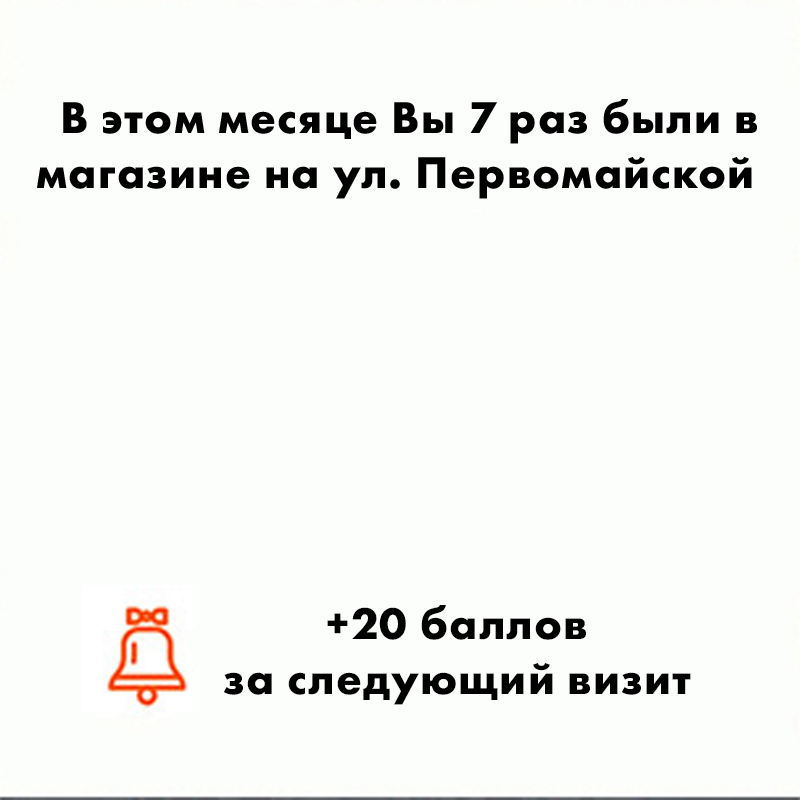 В этом месяце Вы 7 раз были в
магазине на ул. Первомайской
+20 баллов
за следующий визит